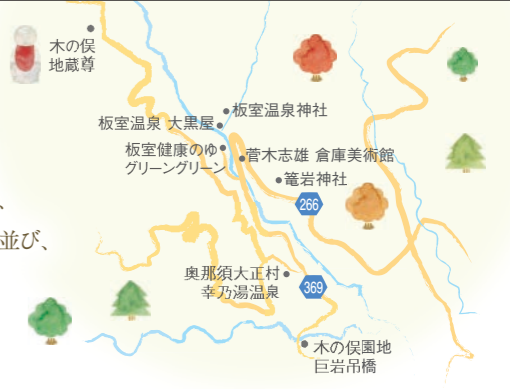 木の俣
地蔵尊
板室温泉神社
板室温泉 大黒屋
板室健康のゆ
グリーングリーン
菅木志雄 倉庫美術館
篭岩神社
266
、
並び、
奥那須大正村
幸乃湯温泉
369
木の俣園地
巨岩吊橋